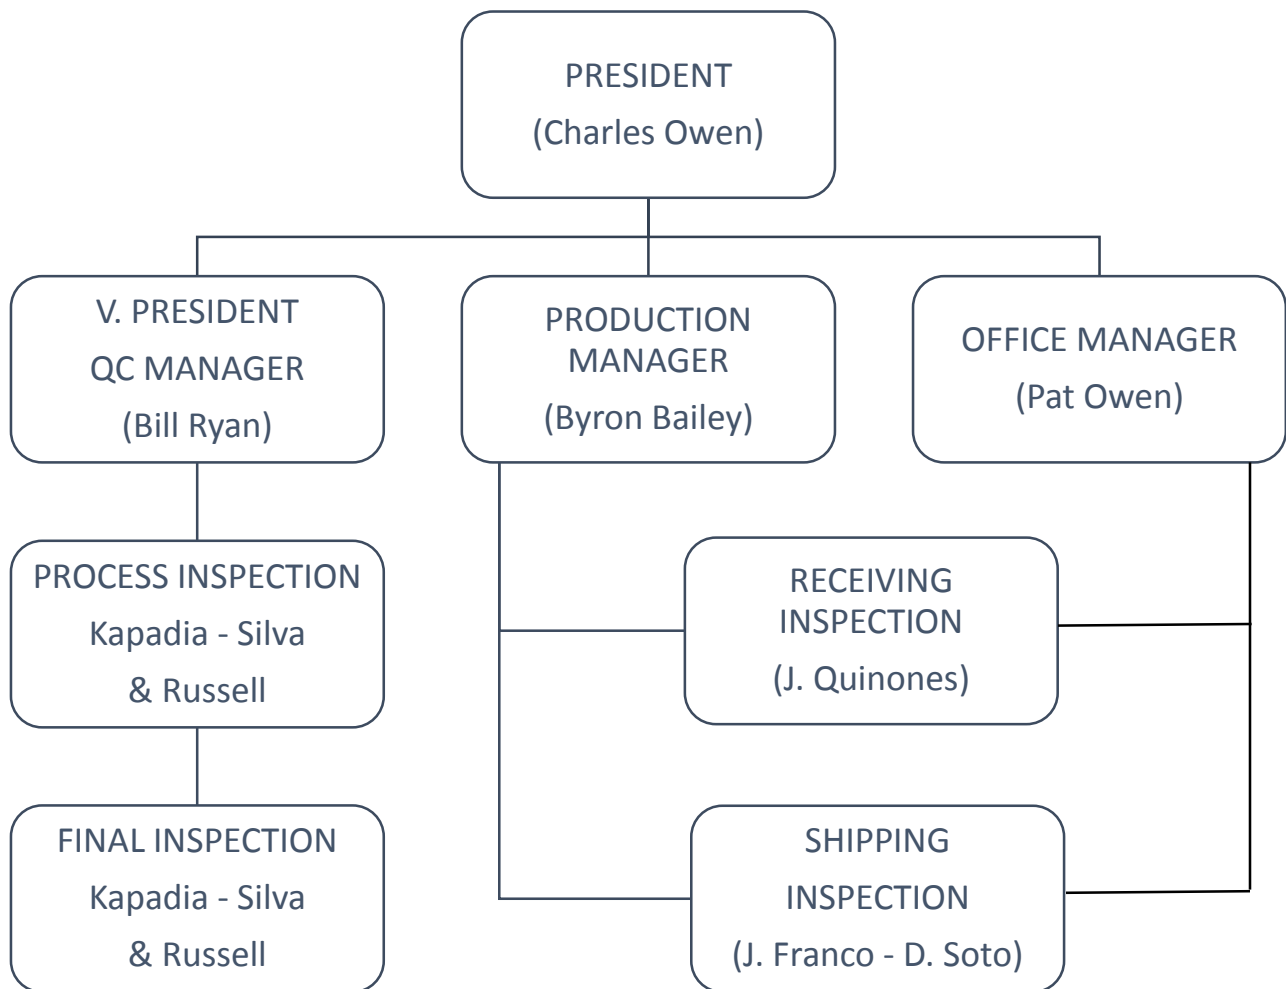 PRESIDENT
(Charles Owen)
V. PRESIDENT
QC MANAGER
(Bill Ryan)
PRODUCTION
MANAGER
(Byron Bailey)
OFFICE MANAGER
(Pat Owen)
PROCESS INSPECTION
Kapadia - Silva
& Russell
RECEIVING
INSPECTION
(J. Quinones)
FINAL INSPECTION
Kapadia - Silva
& Russell
SHIPPING
INSPECTION
(J. Franco - D. Soto)